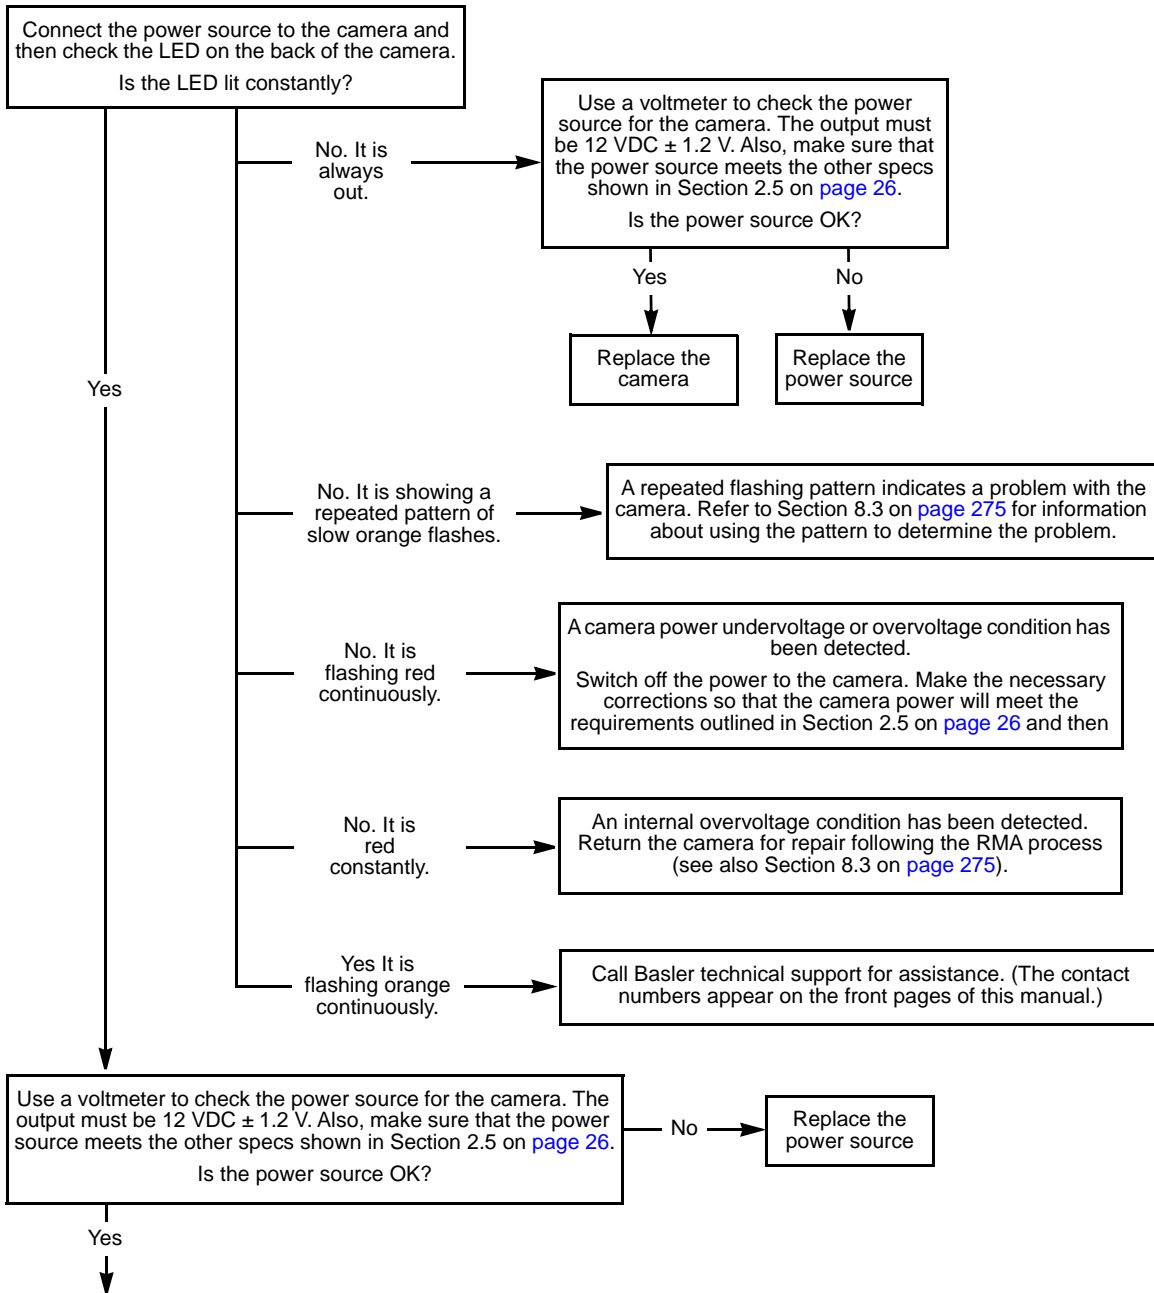 Connect the power source to the camera and
then check the LED on the back of the camera.
Is the LED lit constantly?
No. It is
always
out.
Use a voltmeter to check the power
source for the camera. The output must
be 12 VDC ± 1.2 V. Also, make sure that
the power source meets the other specs
shown in Section 2.5 on page 26.
Is the power source OK?
Yes
No
Replace the
camera
Replace the
power source
Yes
No. It is showing a
repeated pattern of
slow orange flashes.
A repeated flashing pattern indicates a problem with the
camera. Refer to Section 8.3 on page 275 for information
about using the pattern to determine the problem.
No. It is
flashing red
continuously.
A camera power undervoltage or overvoltage condition has
been detected.
Switch off the power to the camera. Make the necessary
corrections so that the camera power will meet the
requirements outlined in Section 2.5 on page 26 and then
No. It is
red
constantly.
An internal overvoltage condition has been detected.
Return the camera for repair following the RMA process
(see also Section 8.3 on page 275).
Yes It is
flashing orange
continuously.
Call Basler technical support for assistance. (The contact
numbers appear on the front pages of this manual.)
Use a voltmeter to check the power source for the camera. The
output must be 12 VDC ± 1.2 V. Also, make sure that the power
source meets the other specs shown in Section 2.5 on page 26.
Is the power source OK?
No
Replace the
power source
Yes